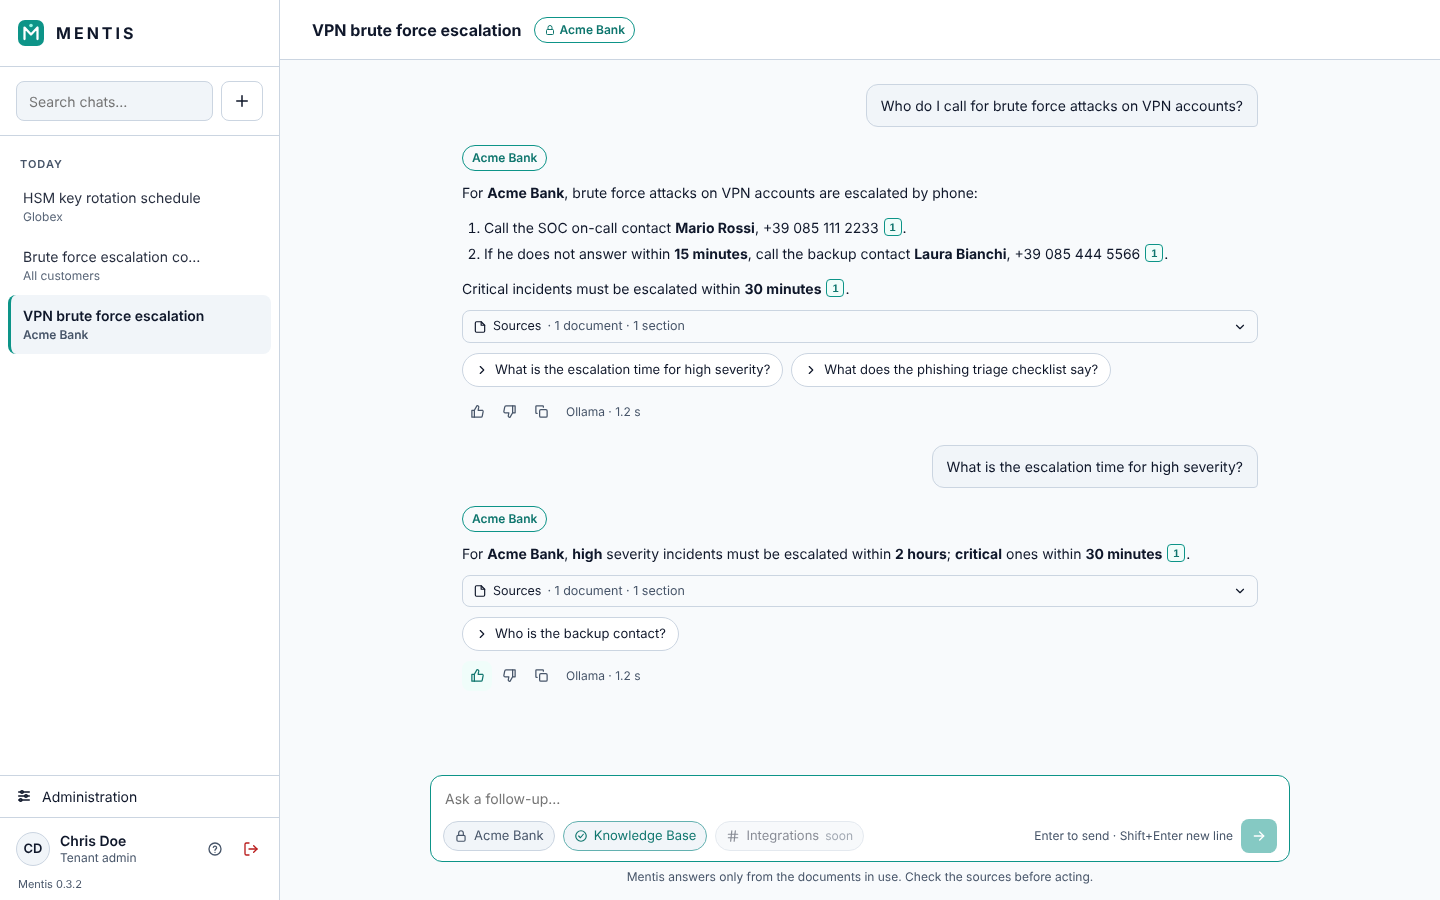 MENTIS
Search chats...
TODAY
HSM key rotation schedule
Globex
Brute force escalation co...
All customers
VPN brute force escalation
Acme Bank
Administration
CD
Chris Doe
Tenant admin
Mentis 0.3.2
VPN brute force escalation Acme Bank
Who do I call for brute force attacks on VPN accounts?
Acme Bank
For Acme Bank, brute force attacks on VPN accounts are escalated by phone:
1. Call the SOC on-call contact Mario Rossi, +39 085 111 2233 1.
2. If he does not answer within 15 minutes, call the backup contact Laura Bianchi, +39 085 444 5566 1.
Critical incidents must be escalated within 30 minutes 1.
Sources · 1 document · 1 section
What is the escalation time for high severity? What does the phishing triage checklist say?
Ollama · 1.2 s
What is the escalation time for high severity?
Acme Bank
For Acme Bank, high severity incidents must be escalated within 2 hours; critical ones within 30 minutes 1.
Sources · 1 document · 1 section
Who is the backup contact?
Ollama · 1.2 s
Ask a follow-up...
Acme Bank Knowledge Base # Integrations soon Enter to send · Shift+Enter new line
Mentis answers only from the documents in use. Check the sources before acting.